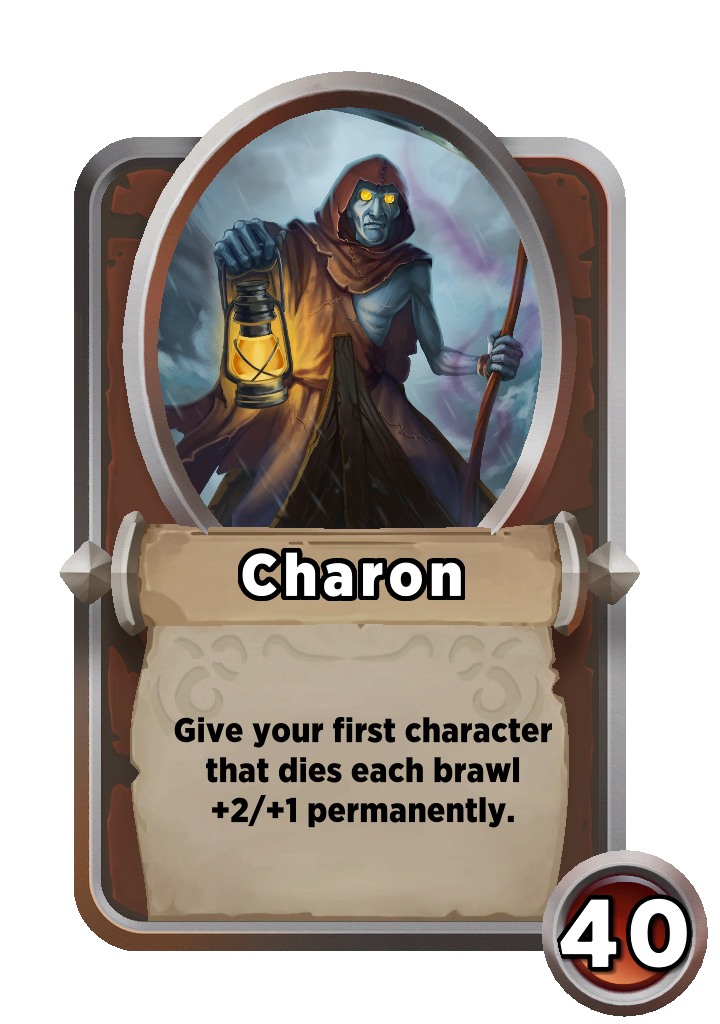 Charon
Give your first character
that dies each brawl
+2/+1 permanently.
40